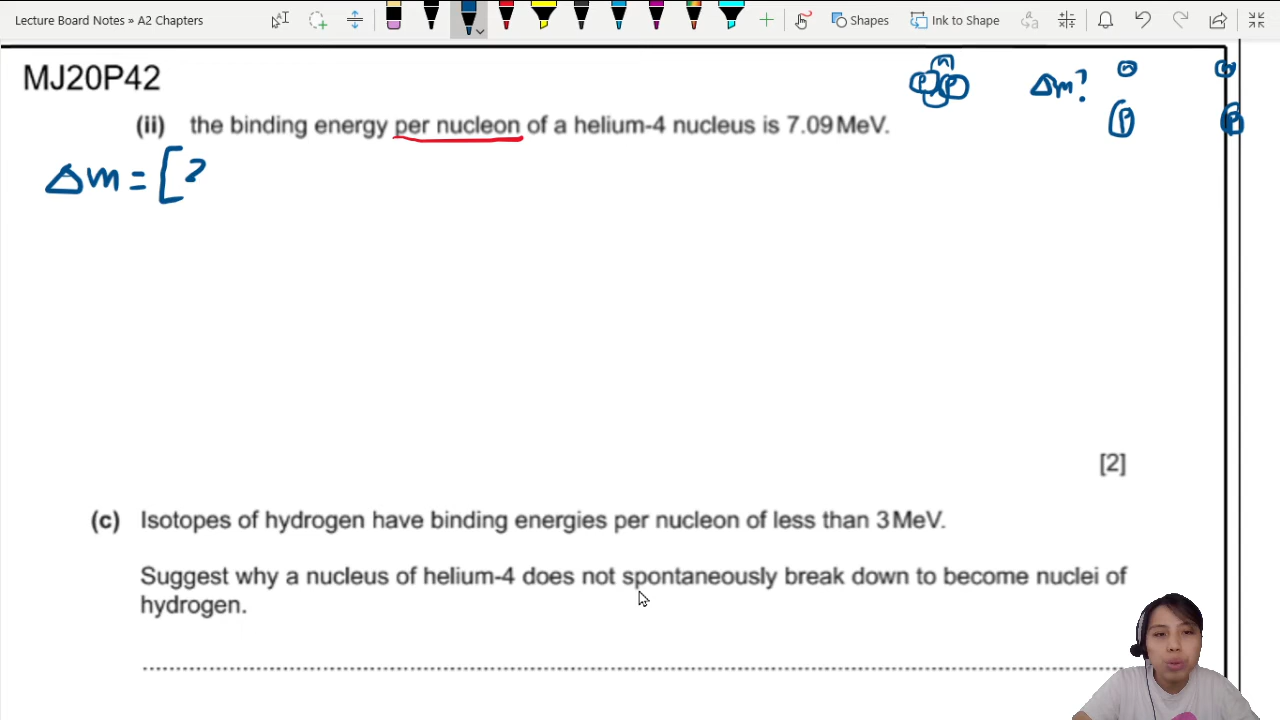 Lecture Board Notes » A2 Chapters
Shapes
Ink to Shape
MJ20P42
n
P P
Δm?
n n
P P
(ii) the binding energy per nucleon of a helium-4 nucleus is 7.09 MeV.
Δm = [2
[2]
(c) Isotopes of hydrogen have binding energies per nucleon of less than 3 MeV.
Suggest why a nucleus of helium-4 does not spontaneously break down to become nuclei of
hydrogen.